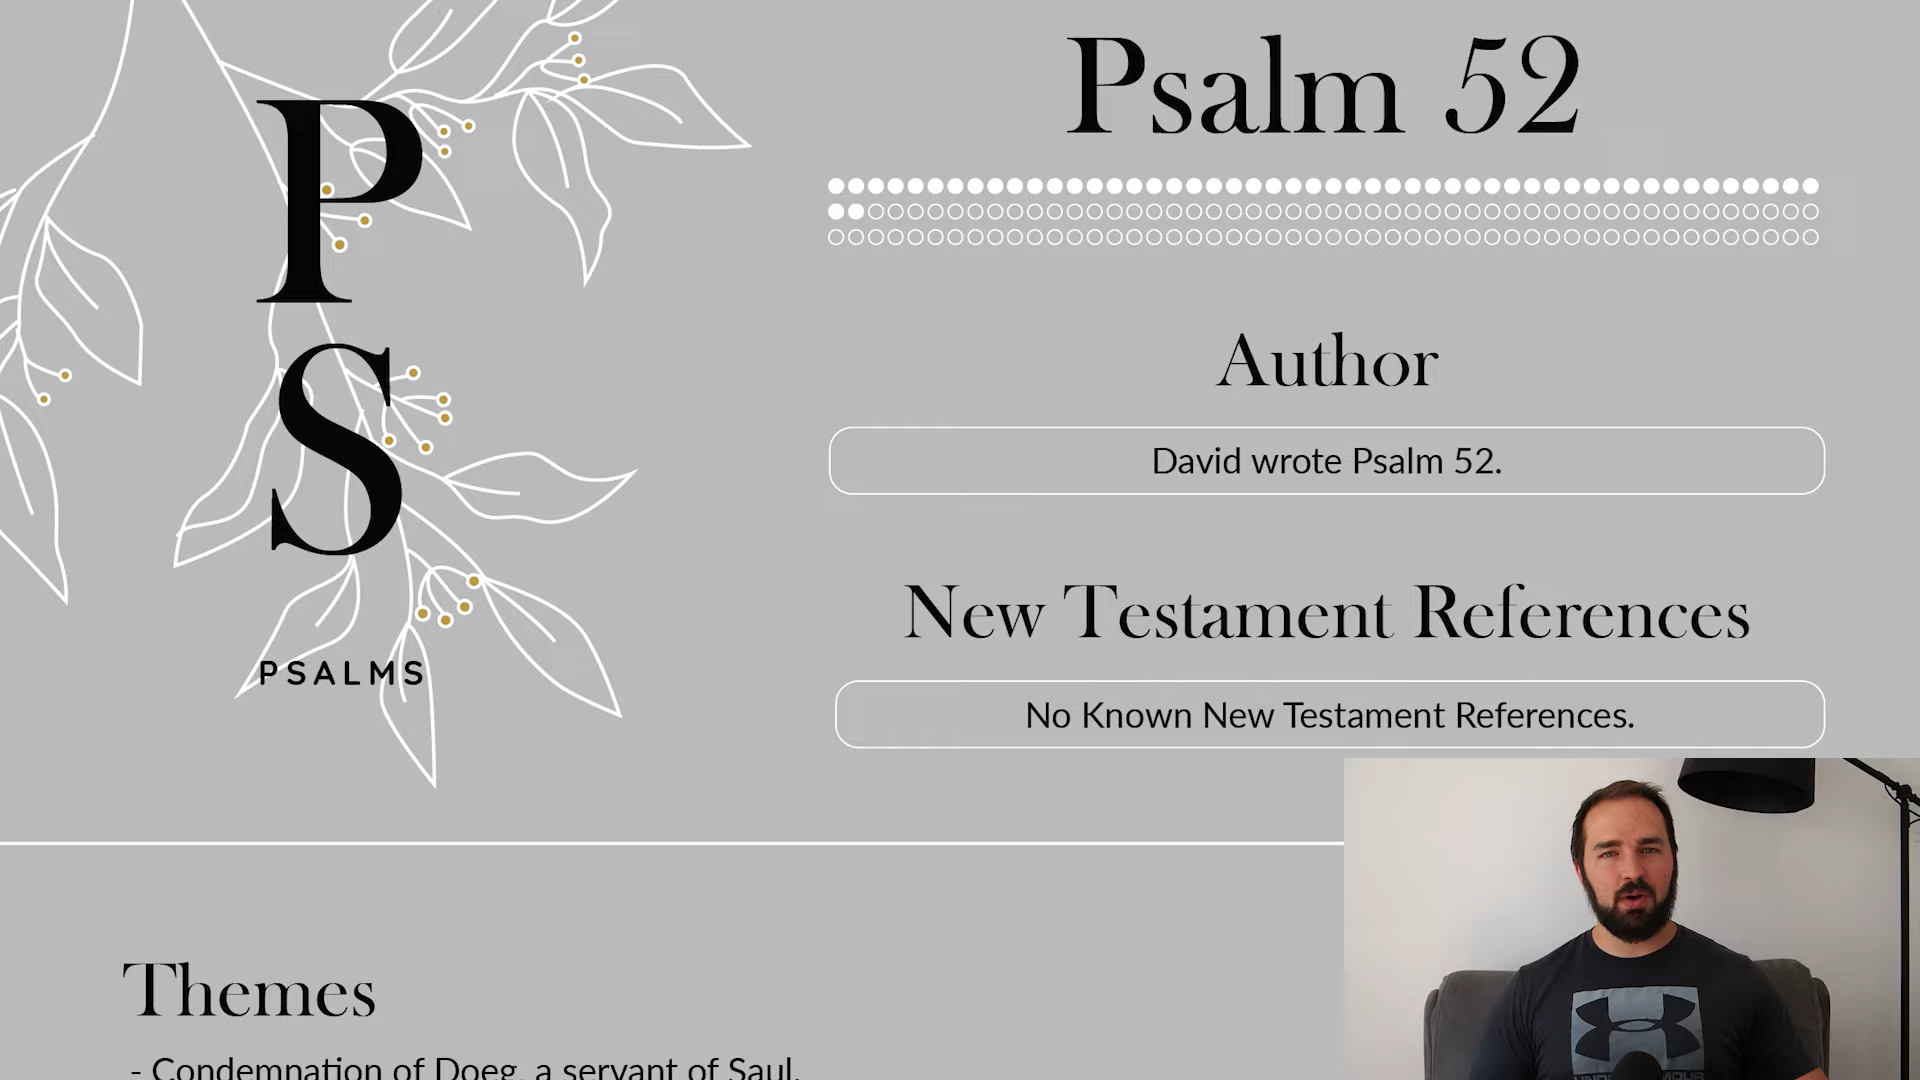 P
S
PSALMS
Psalm 52
Author
David wrote Psalm 52.
New Testament References
No Known New Testament References.
Themes
- Condemnation of Doeg, a servant of Saul.